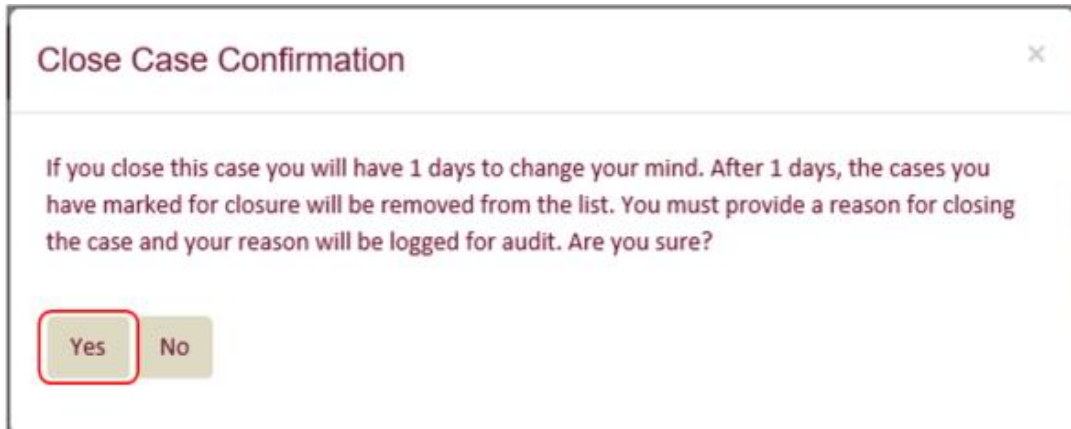 Close Case Confirmation
×
If you close this case you will have 1 days to change your mind. After 1 days, the cases you
have marked for closure will be removed from the list. You must provide a reason for closing
the case and your reason will be logged for audit. Are you sure?
Yes No